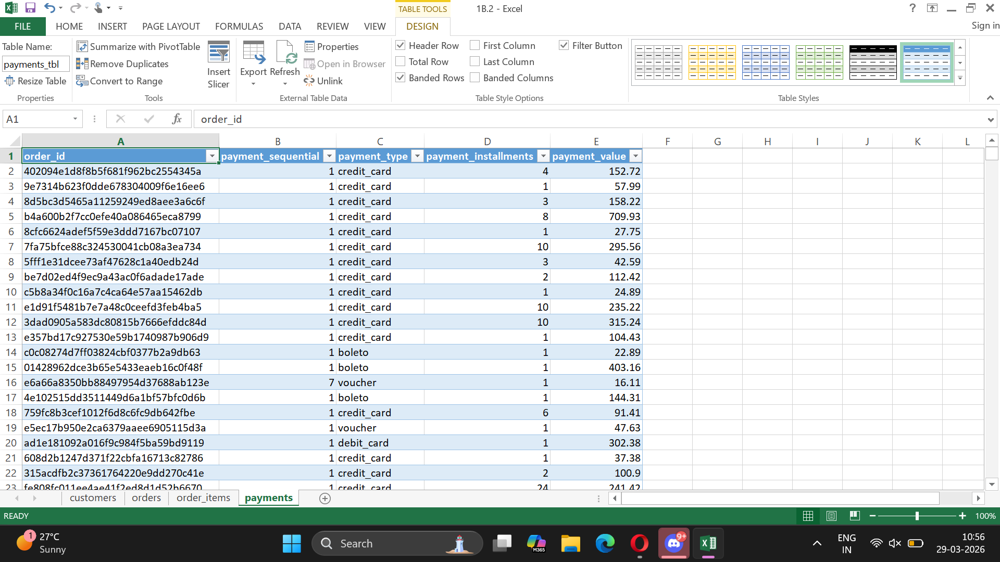 1B.2 - Excel
TABLE TOOLS
FILE HOME INSERT PAGE LAYOUT FORMULAS DATA REVIEW VIEW DESIGN Sign in
Table Name:
payments_tbl
Resize Table
Properties
Summarize with PivotTable
Remove Duplicates
Convert to Range
Tools
Insert Slicer
Export Refresh
Properties
Open in Browser
Unlink
External Table Data
Header Row First Column Filter Button
Total Row Last Column
Banded Rows Banded Columns
Table Style Options
Table Styles
A1 fx order_id
A B C D E F G H I J K L
1 order_id payment_sequential payment_type payment_installments payment_value
2 402094e1d8f8b5f681f962bc2554345a 1 credit_card 4 152.72
3 9e7314b623f0dde678304009f6e16ee6 1 credit_card 1 57.99
4 8d5bc3d5465a11259249ed8aee3a6c6f 1 credit_card 3 158.22
5 b4a600b2f7cc0efe40a086465eca8799 1 credit_card 8 709.93
6 8cfc6624adef5f59e3ddd7167bc07107 1 credit_card 1 27.75
7 7fa75bfce88c324530041cb08a3ea734 1 credit_card 10 295.56
8 5fff1e31dcee73af47628c1a40edb24d 1 credit_card 3 42.59
9 be7d02ed4f9ec9a43ac0f6adade17ade 1 credit_card 2 112.42
10 c5b8a34f0c16a7c4ca64e57aa15462db 1 credit_card 1 24.89
11 e1d91f5481b7e7a48c0ceefd3feb4ba5 1 credit_card 10 235.22
12 3dad0905a583dc80815b7666efddc84d 1 credit_card 10 315.24
13 e357bd17c927530e59b1740987b906d9 1 credit_card 1 104.43
14 c0c08274d7ff03824cbf0377b2a9db63 1 boleto 1 22.89
15 01428962dce3b65e5433eaeb16c0f48f 1 boleto 1 403.16
16 e6a66a8350bb88497954d37688ab123e 7 voucher 1 16.11
17 4e102515dd3511449d6a1bf57bfc0d6b 1 boleto 1 144.31
18 759fc8b3cef1012f6d8c6fc9db642fbe 1 credit_card 6 91.41
19 e5ec17b950e2ca6379aaee6905115d3a 1 voucher 1 47.63
20 ad1e181092a016f9c984f5ba59bd9119 1 debit_card 1 302.38
21 608d2b1247d371f22cbfa16713c82786 1 credit_card 1 37.38
22 315acdfb2c37361764220e9dd270c41e 1 credit_card 2 100.9
23 fe808fc011ee4ae41f2ed8d1d52b6670 1 credit_card 24 241.42
customers orders order_items payments
READY 100%
1 27°C
Sunny
Search
M365
9+
ENG
IN
10:56
29-03-2026